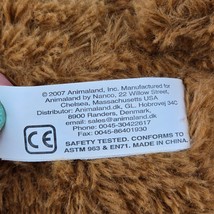 © 2007 Animaland, Inc. Manufactured for
Animaland by Nanco, 22 Willow Street,
Chelsea, Massachusetts USA
Distributor: Animaland, GL. Hobrovej 34C
8900 Randers, Denmark,
email: sales@animaland.dk
Phone: 0045-30422617
Fax: 0045-86401930
CE
SAFETY TESTED. CONFORMS TO
ASTM 963 & EN71. MADE IN CHINA